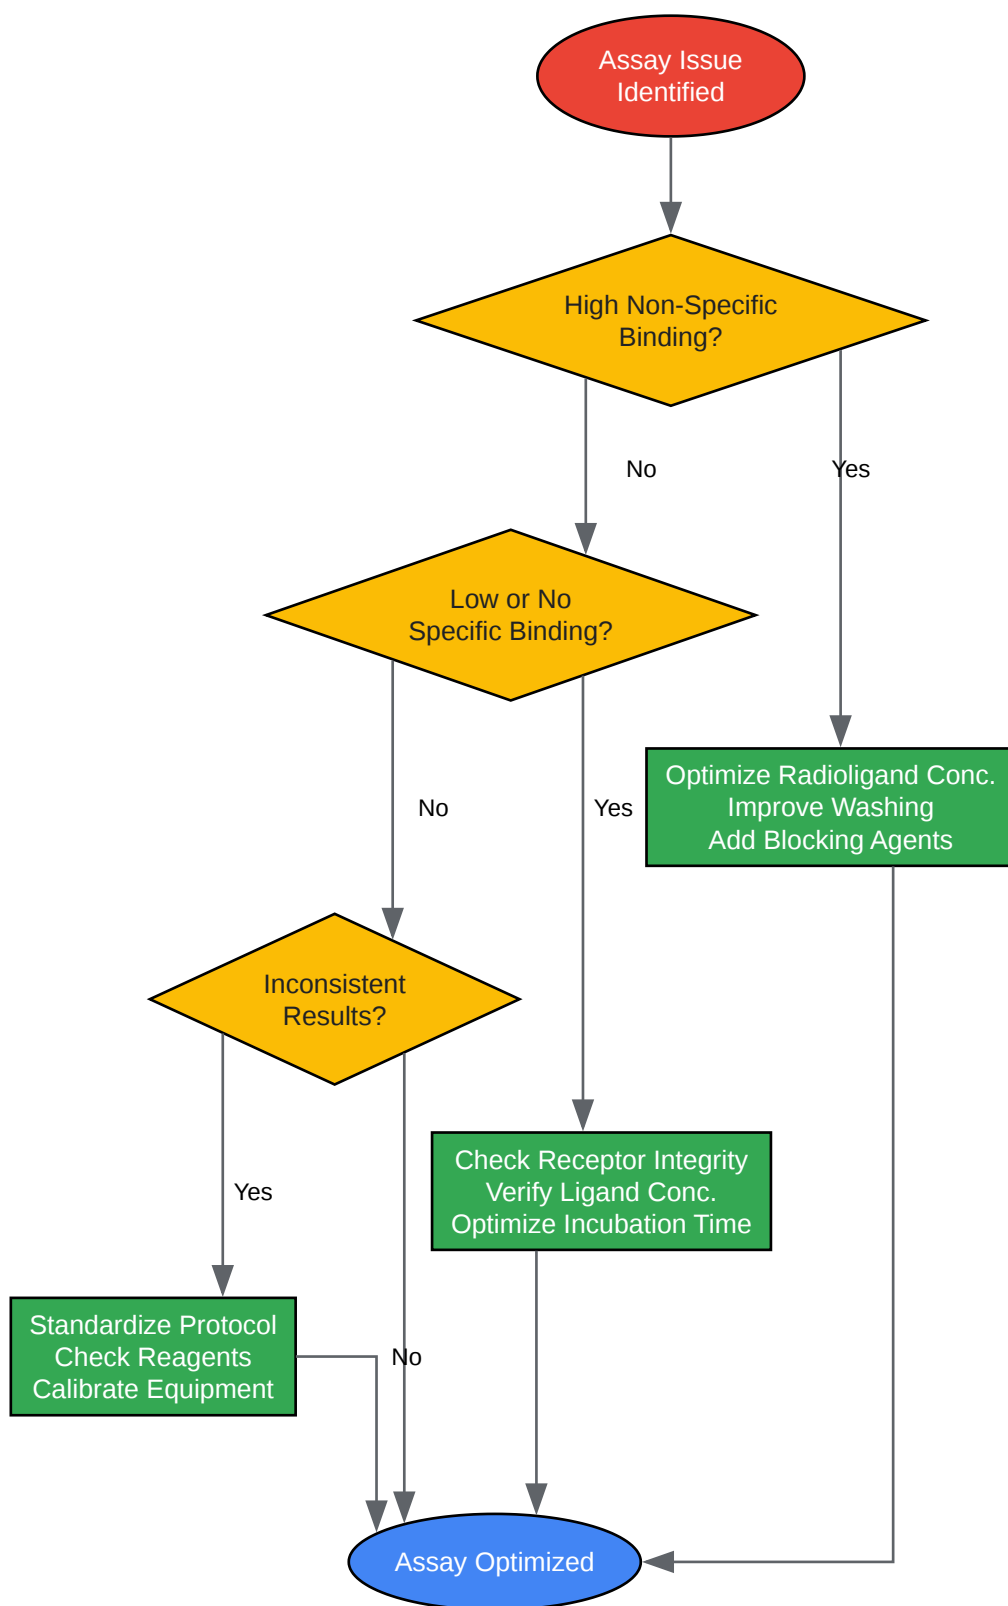 Assay Issue
Identified
High Non-Specific
Binding?
No
Yes
Low or No
Specific Binding?
Optimize Radioligand Conc.
Improve Washing
Add Blocking Agents
No
Yes
Inconsistent
Results?
Check Receptor Integrity
Verify Ligand Conc.
Optimize Incubation Time
Yes
Standardize Protocol
Check Reagents
Calibrate Equipment
No
Assay Optimized